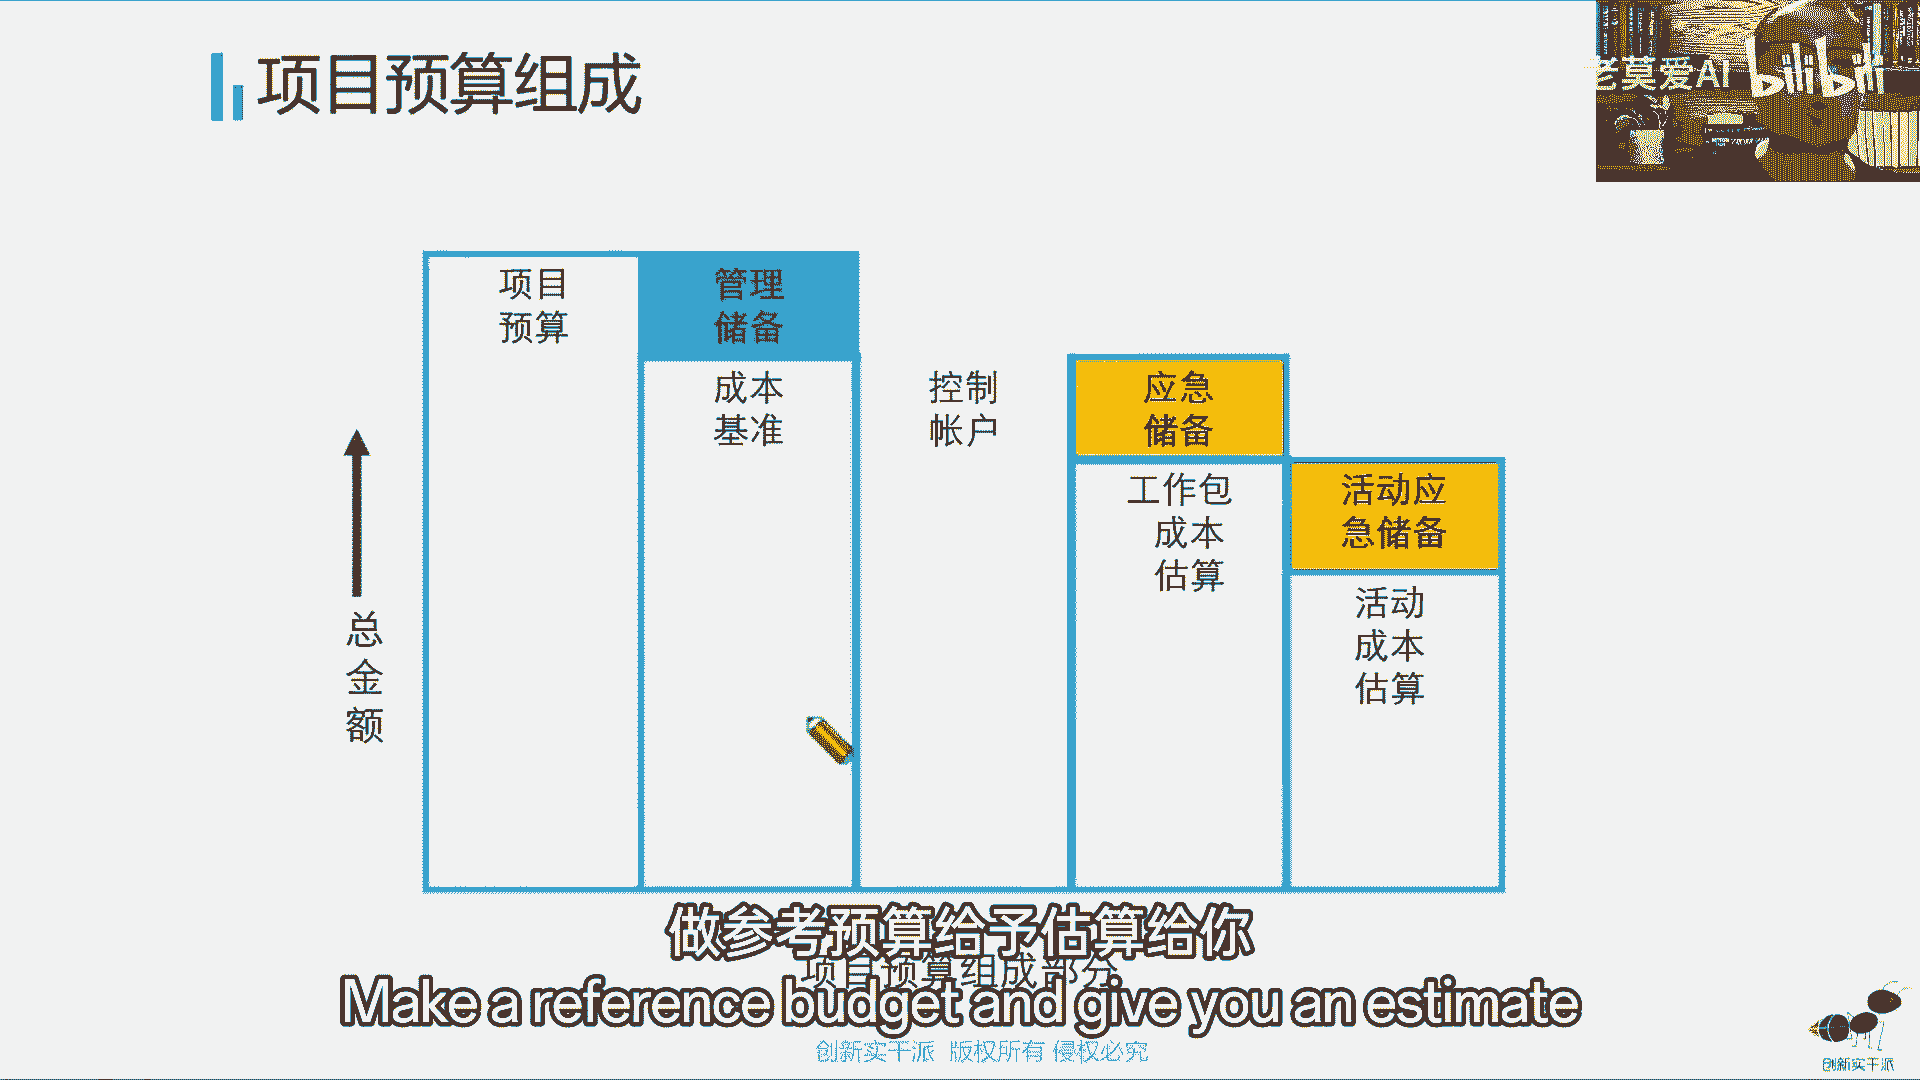 项目预算组成
老莫爱AI
bilibili
项目
预算
管理
储备
成本
基准
控制
帐户
应急
储备
工作包
成本
估算
活动应
急储备
活动
成本
估算
总
金
额
做参考预算给予估算给你
项目预算组成部分
Make a reference budget and give you an estimate
创新实干派 版权所有 侵权必究
创新实干派